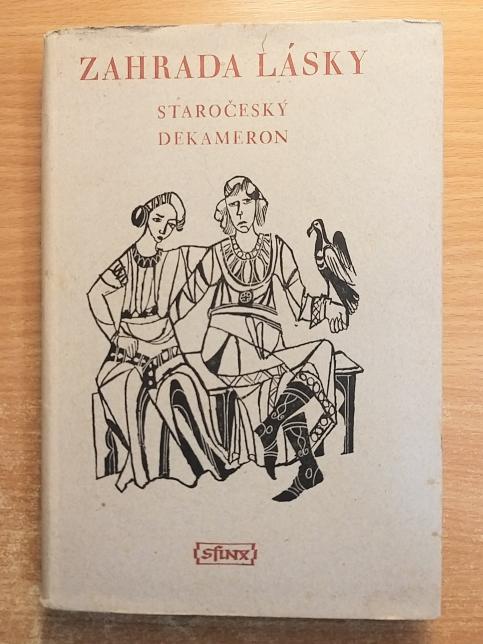 ZAHRADA LÁSKY
STAROČESKÝ
DEKAMERON
SFINX